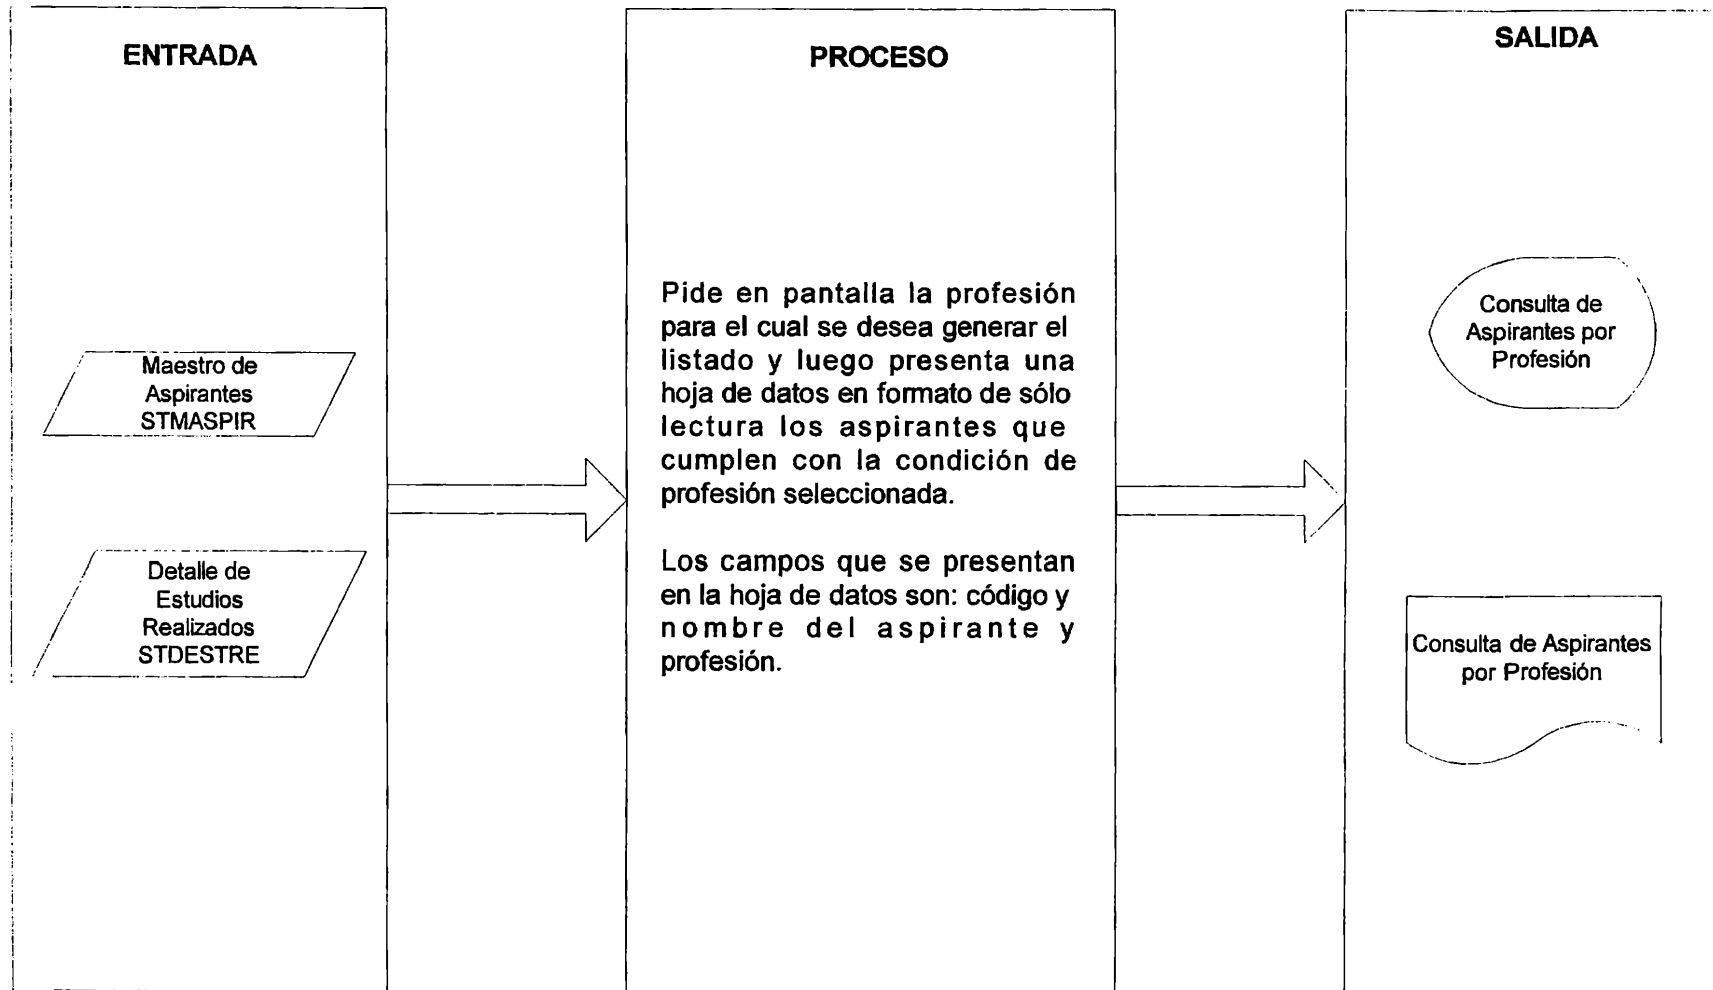 ENTRADA
Maestro de
Aspirantes
STMASPIR
Detalle de
Estudios
Realizados
STDESTRE
PROCESO
Pide en pantalla la profesión
para el cual se desea generar el
listado y luego presenta una
hoja de datos en formato de sólo
lectura los aspirantes que
cumplen con la condición de
profesión seleccionada.
Los campos que se presentan
en la hoja de datos son: código y
nombre del aspirante y
profesión.
SALIDA
Consulta de
Aspirantes por
Profesión
Consulta de Aspirantes
por Profesión